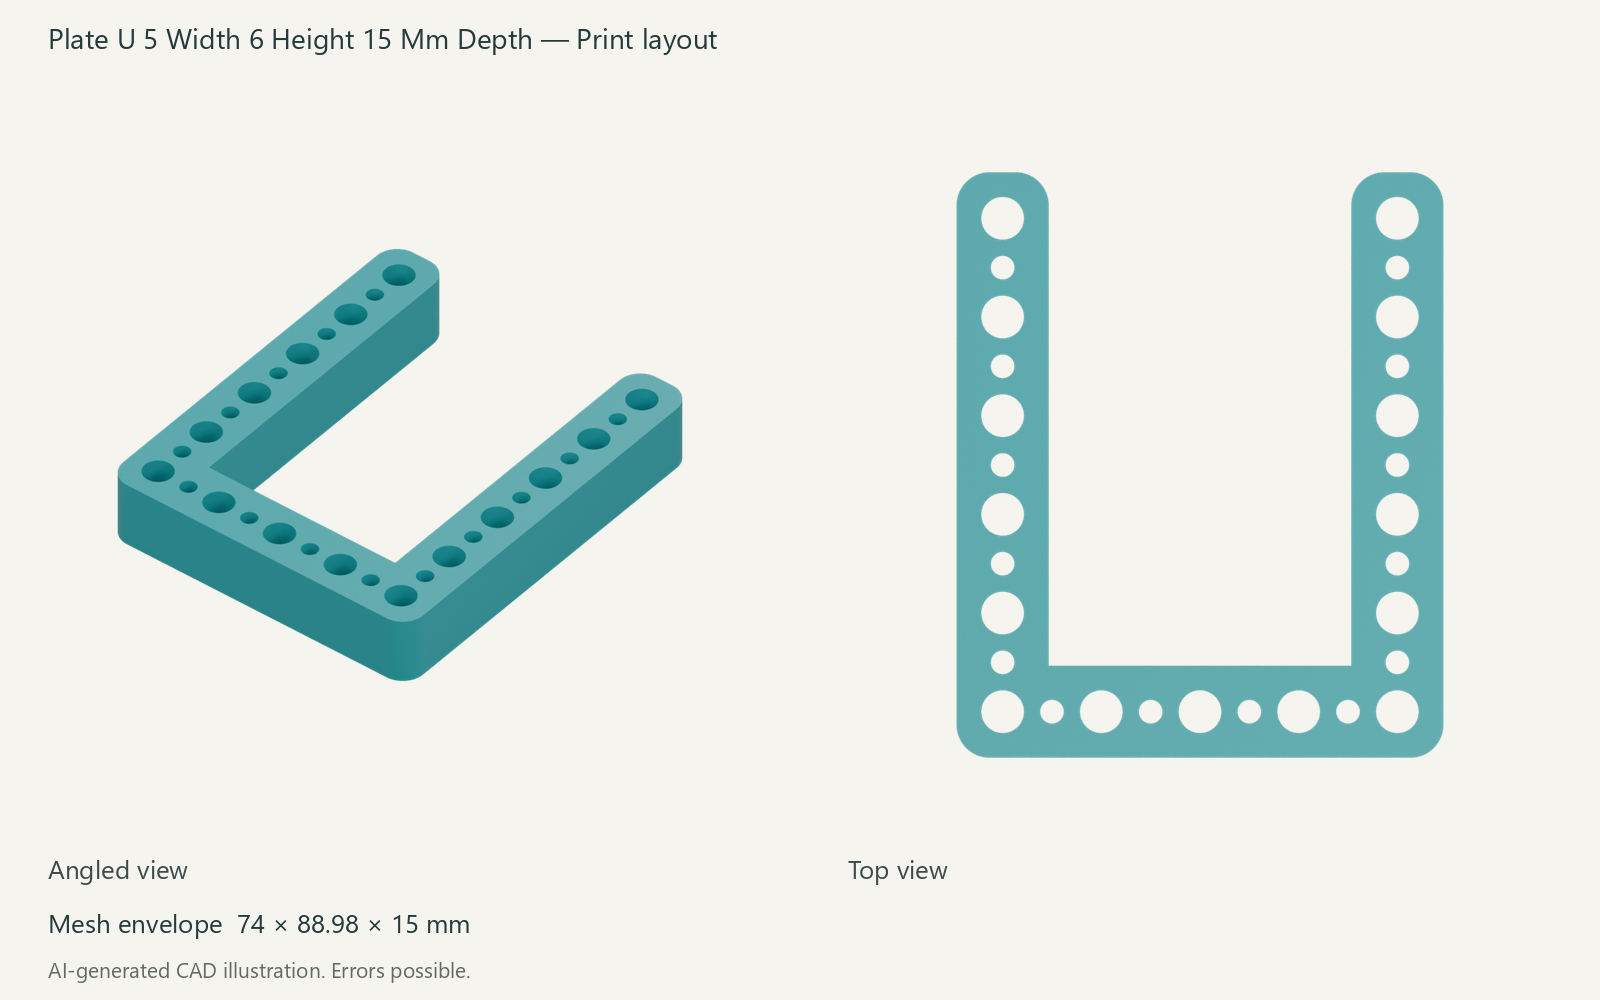 Plate U 5 Width 6 Height 15 Mm Depth — Print layout
Angled view
Top view
Mesh envelope  74 × 88.98 × 15 mm
AI-generated CAD illustration. Errors possible.